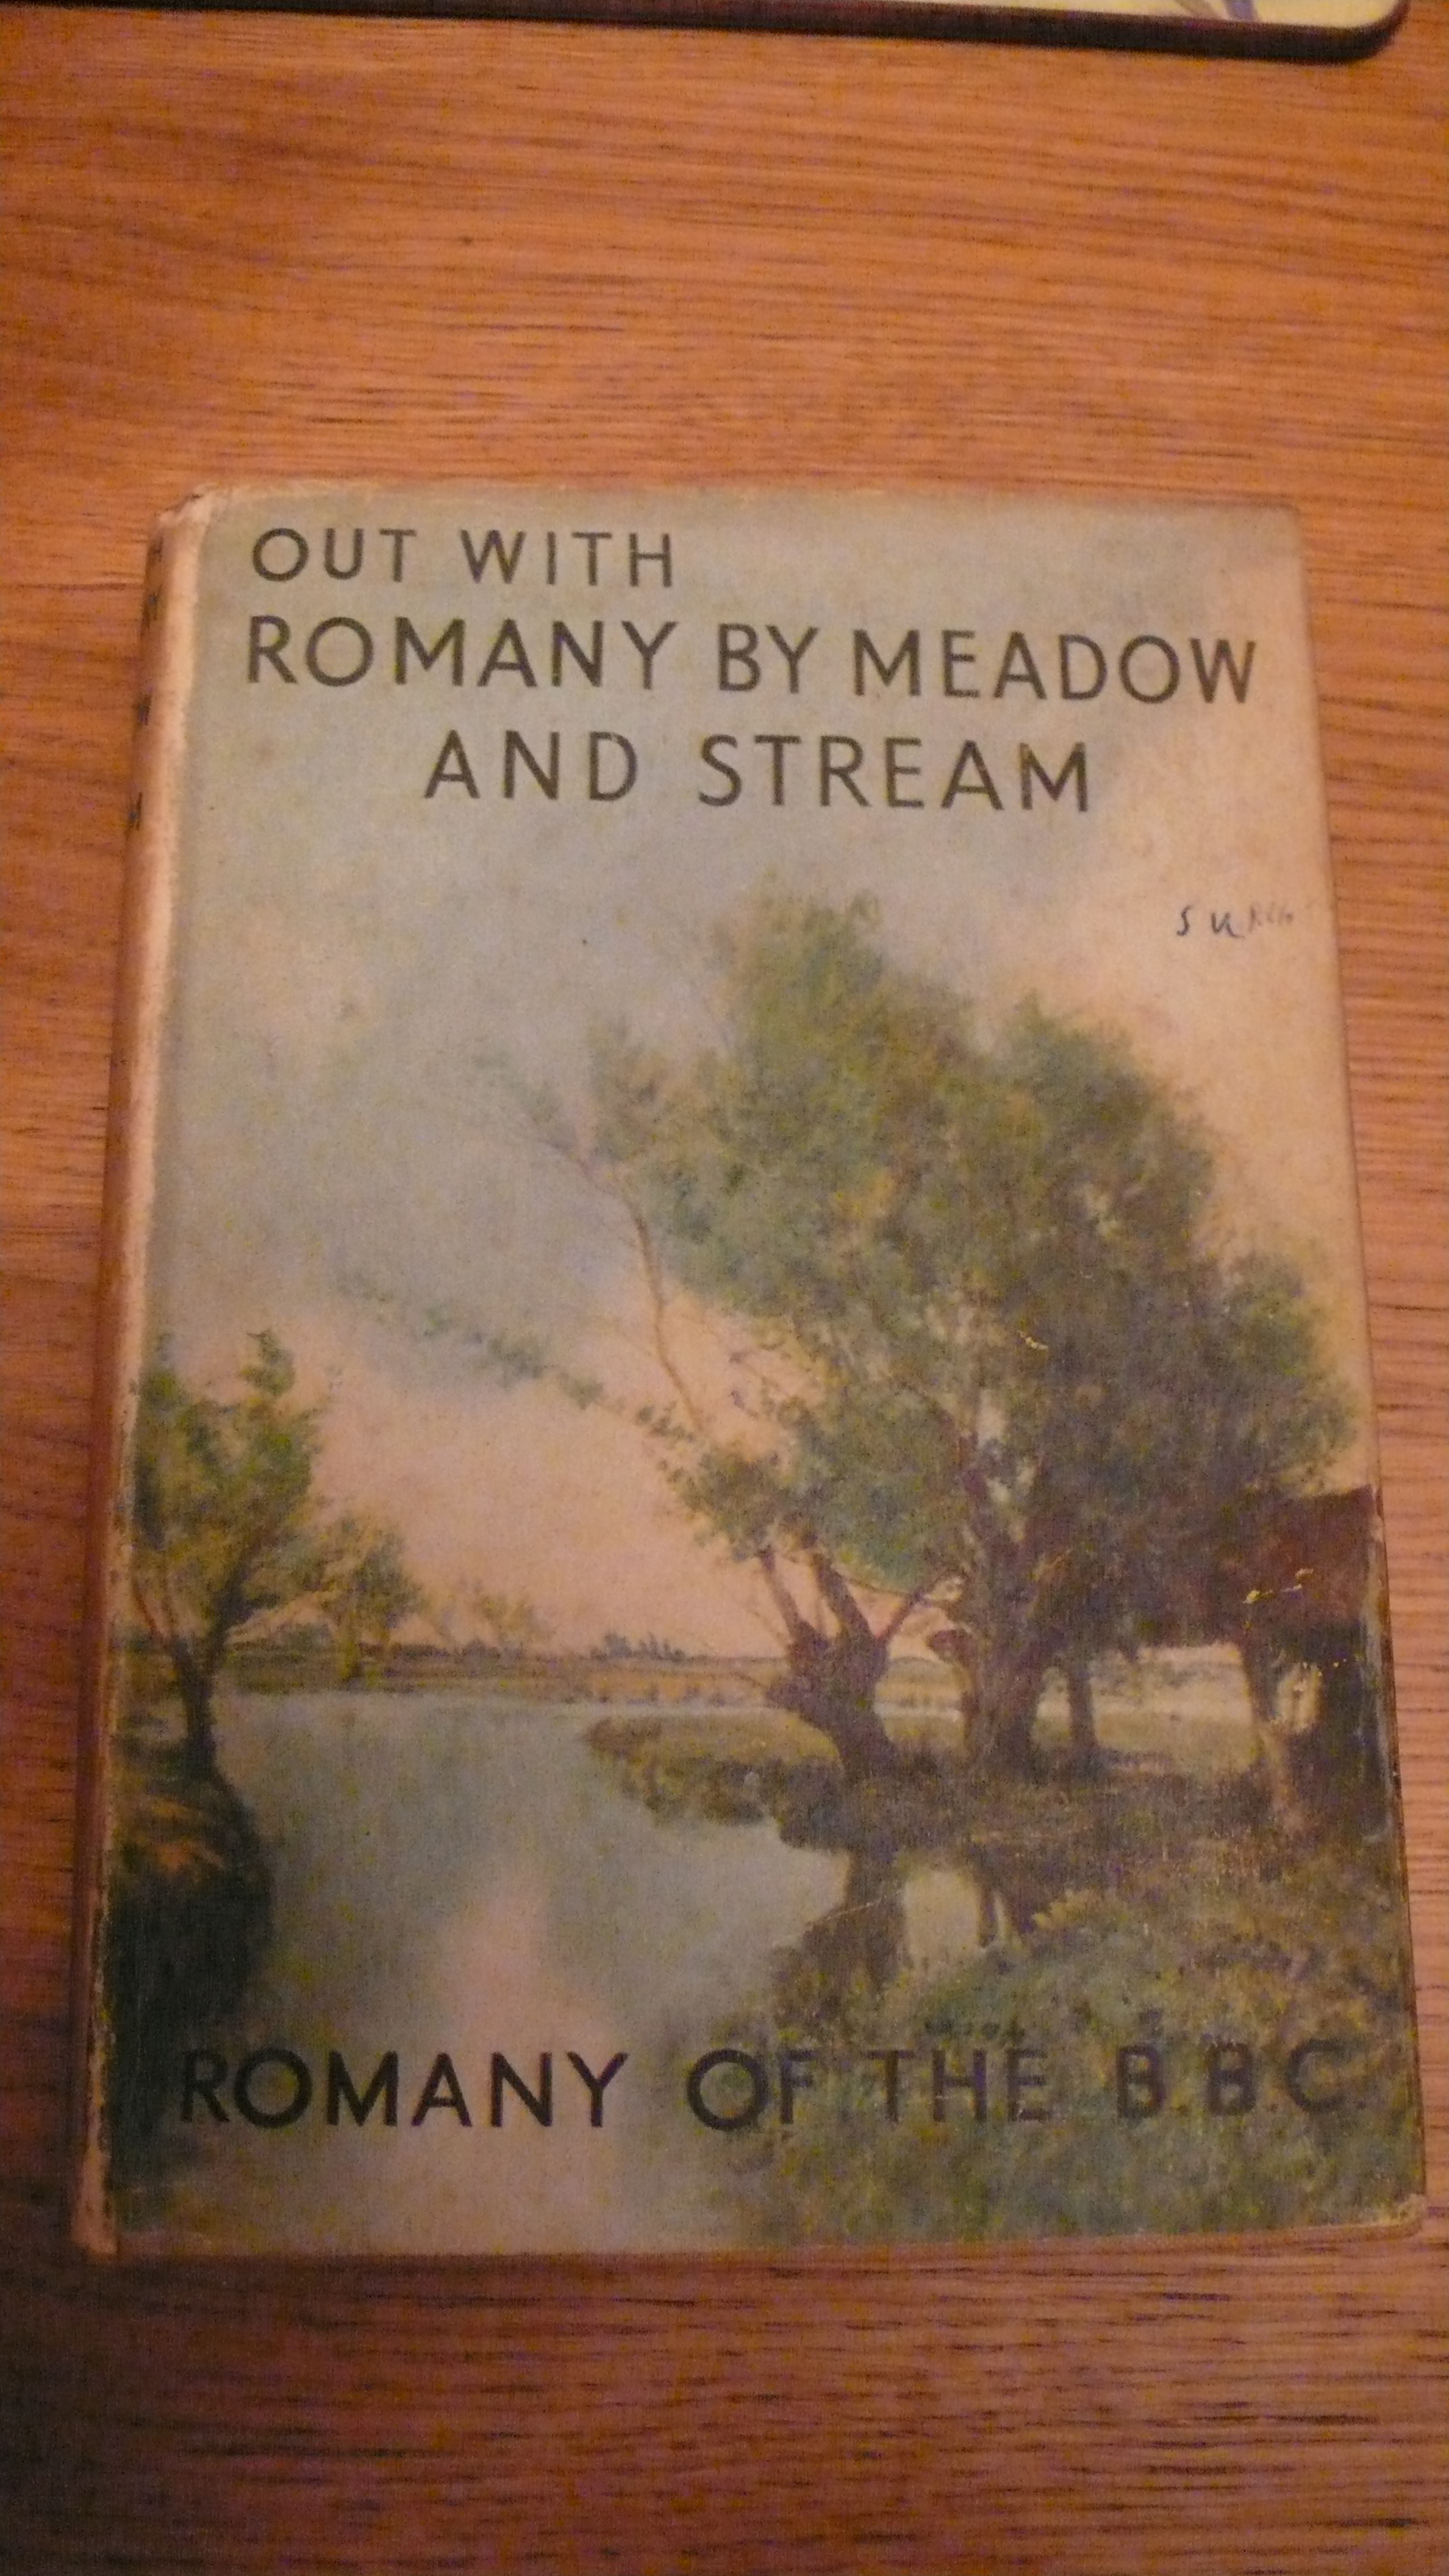 OUT WITH
ROMANY BY MEADOW
AND STREAM
ROMANY OF THE B.B.C.